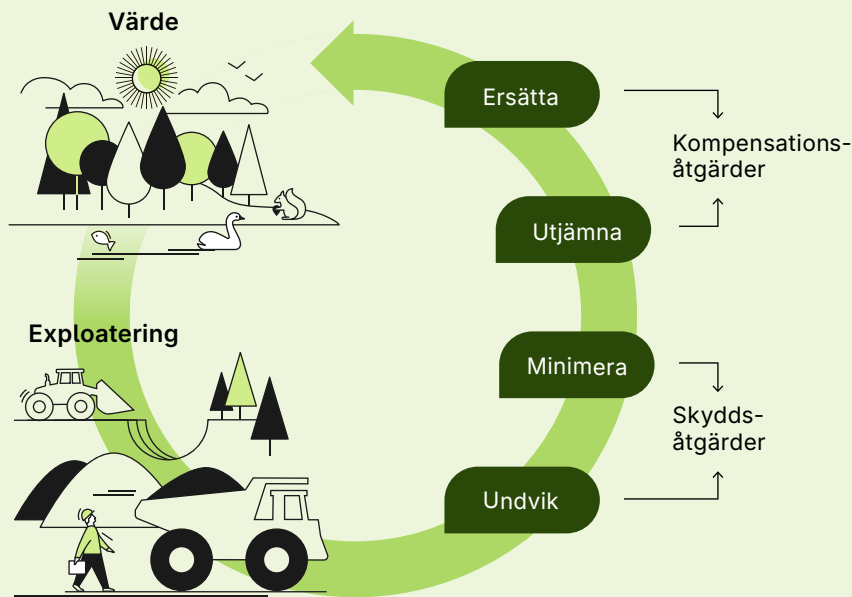 Värde
Ersätta
Kompensations-
åtgärder
Utjämna
Exploatering
Minimera
Skydds-
åtgärder
Undvik